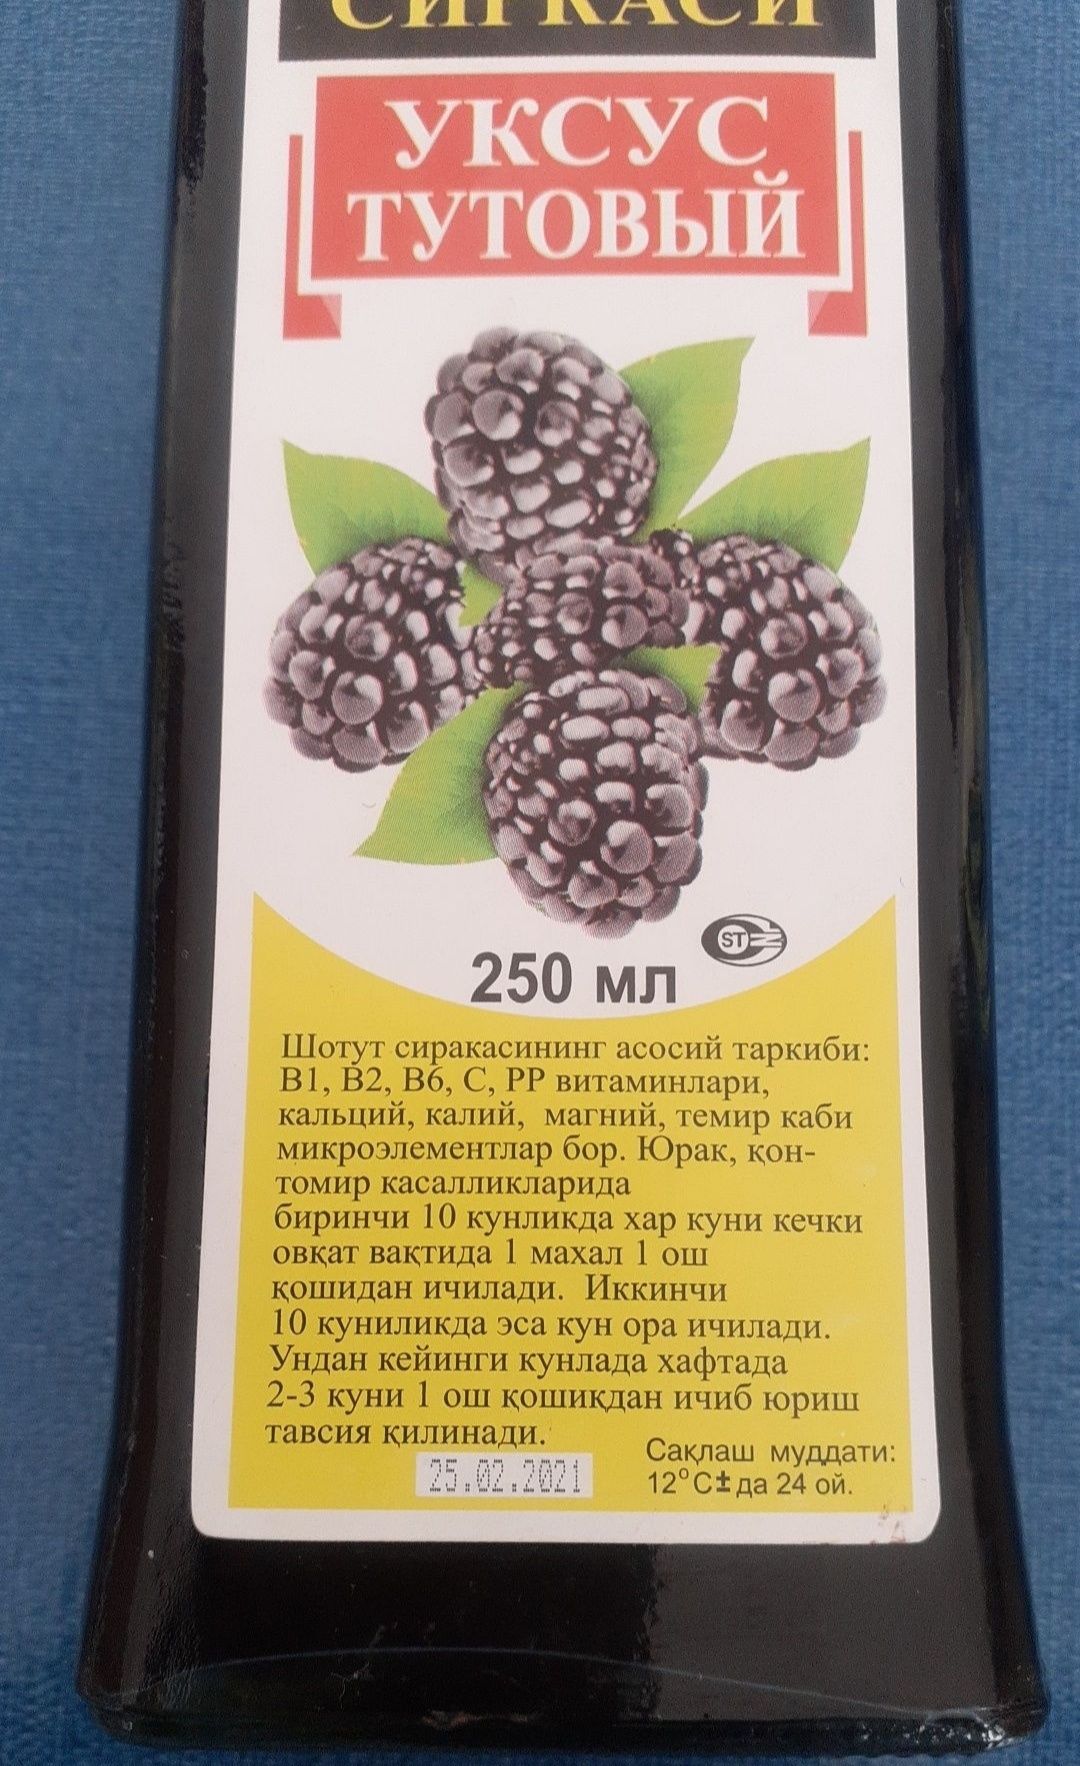 СИРКАСИ
УКСУС
ТУТОВЫЙ
ST
250 мл
Шотут сиракасининг асосий таркиби:
В1, В2, В6, С, РР витаминлари,
кальций, калий, магний, темир каби
микроэлементлар бор. Юрак, қон-
томир касалликларида
биринчи 10 кунликда хар куни кечки
овқат вақтида 1 махал 1 ош
қошидан ичилади. Иккинчи
10 куниликда эса кун ора ичилади.
Ундан кейинги кунлада хафтада
2-3 куни 1 ош қошиқдан ичиб юриш
тавсия қилинади.
25.02.2021
Сақлаш муддати:
12°С± да 24 ой.